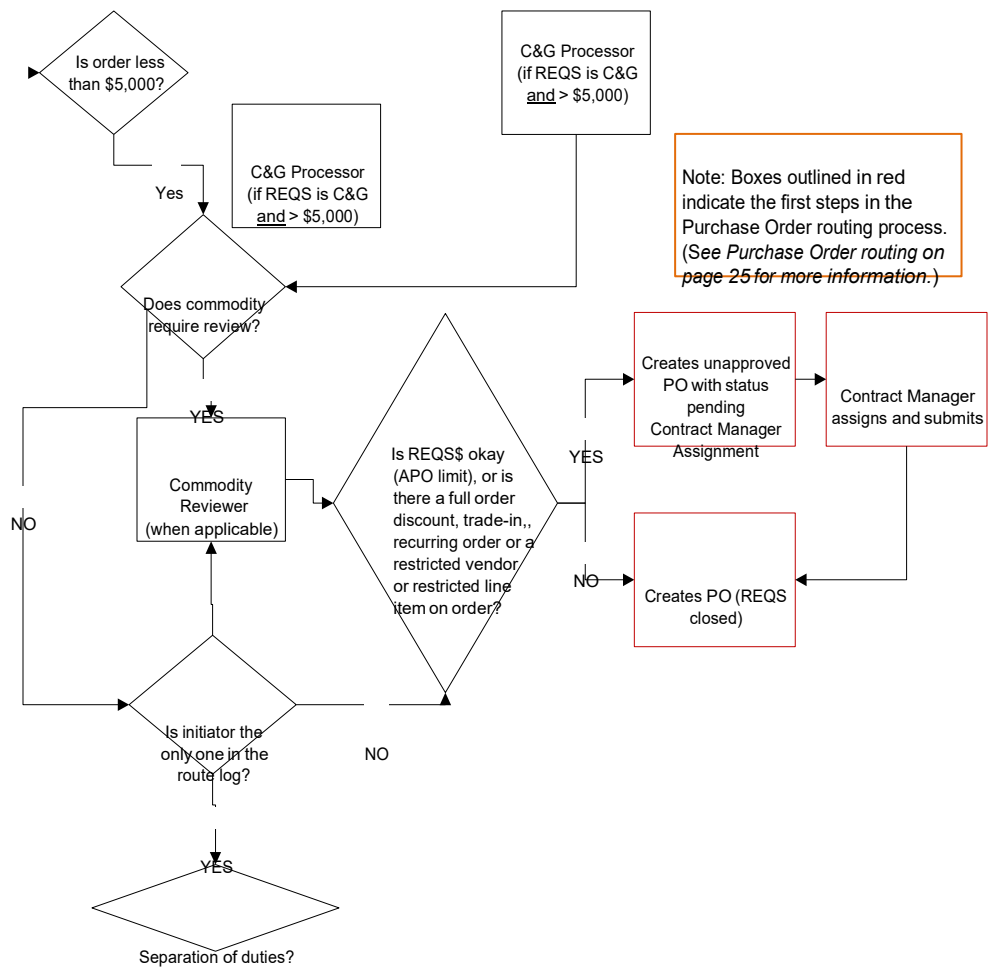 Is order less
than $5,000?
C&G Processor
(if REQS is C&G
and > $5,000)
C&G Processor
(if REQS is C&G
and > $5,000)
Note: Boxes outlined in red
indicate the first steps in the
Purchase Order routing process.
(See Purchase Order routing on
page 25 for more information.)
Yes
Does commodity
require review?
Creates unapproved
PO with status
pending
Contract Manager
Assignment
Contract Manager
assigns and submits
YES
YES
Is REQS$ okay
(APO limit), or is
there a full order
discount, trade-in,,
recurring order or a
restricted vendor
or restricted line
item on order?
Commodity
Reviewer
(when applicable)
NO
NO
Creates PO (REQS
closed)
Is initiator the
only one in the
route log?
NO
YES
Separation of duties?